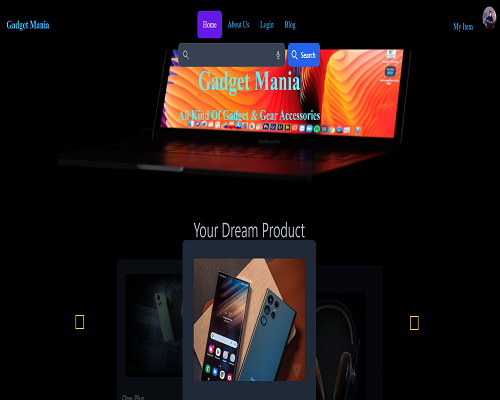 Gadget Mania
Home
About Us
Login
Blog
My Item
Search
Gadget Mania
All Kind Of Gadget & Gear Accessories
Your Dream Product
One Plus